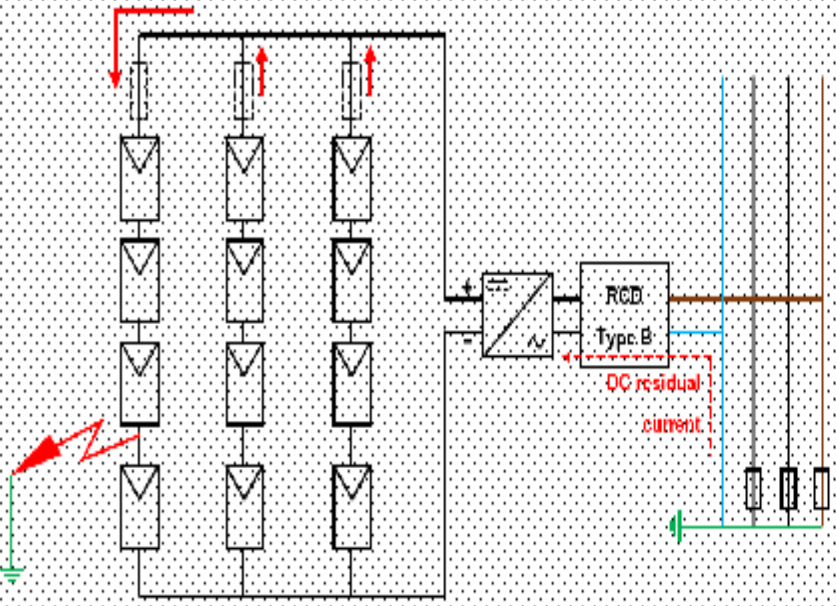 +
-
RCD
Type B
DC residual
current